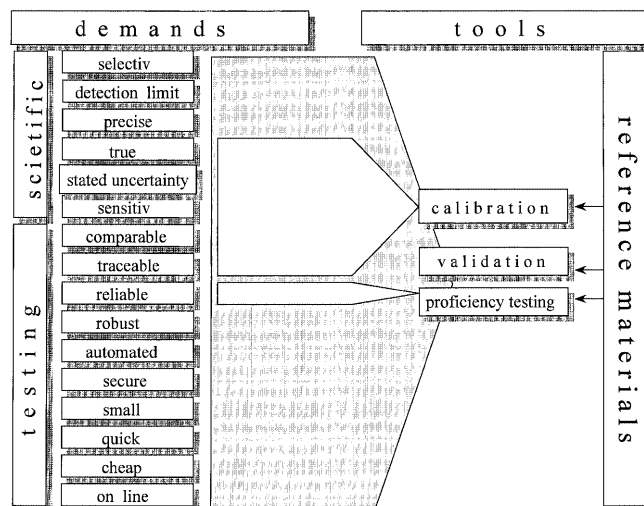 demands
tools
scietific
testing
selectiv
detection limit
precise
true
stated uncertainty
sensitiv
comparable
traceable
reliable
robust
automated
secure
small
quick
cheap
on line
calibration
validation
proficiency testing
reference materials